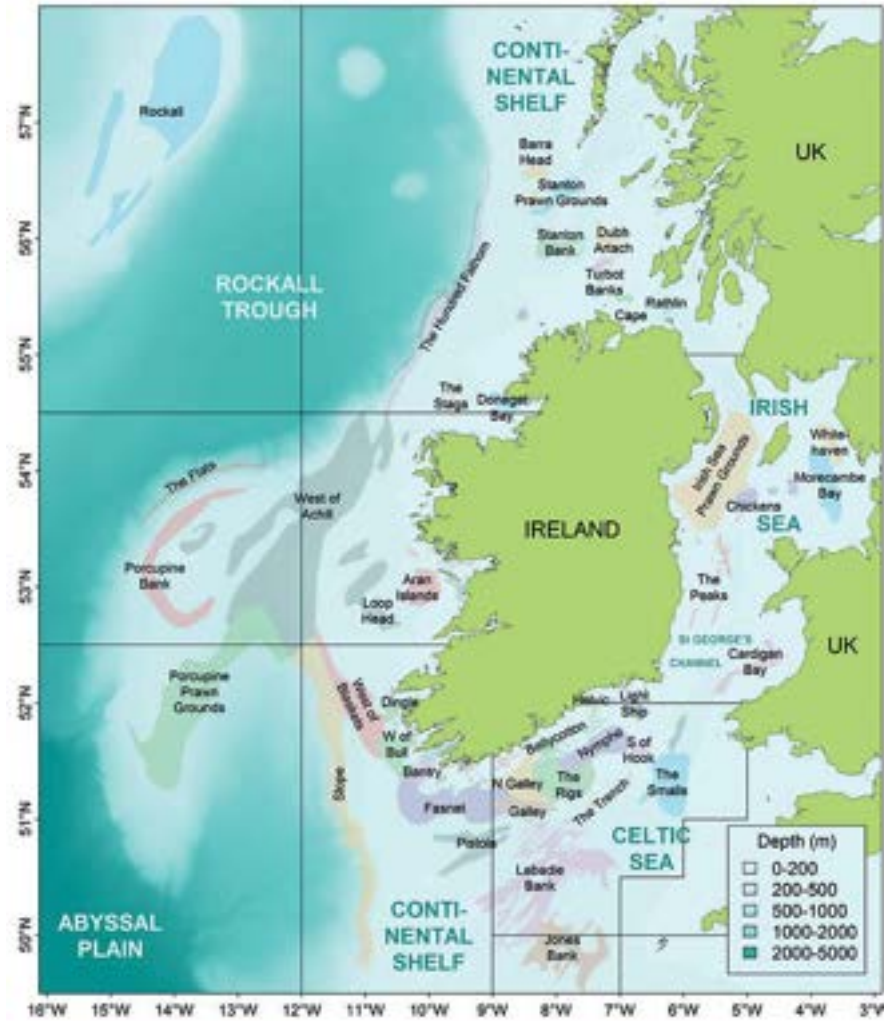 CONTI-
NENTAL
SHELF
Rockall
57°N
UK
Barra
Head
Stanton
Prawn Grounds
56°N
Stanton
Bank
Dubh
Artach
ROCKALL
TROUGH
The Hundred Fathom
Turbot
Banks
Rathlin
Cape
55°N
The
Stags
Donegal
Bay
IRISH
White-
haven
54°N
The Flats
West of
Achill
Irish Sea
Prawn Grounds
Morecambe
Bay
Chickens
SEA
IRELAND
53°N
Porcupine
Bank
Aran
Islands
Loop
Head
The
Peaks
St GEORGE'S
CHANNEL
Cardigan
Bay
UK
52°N
Porcupine
Prawn
Grounds
West of
Blaskets
Dingle
Helvic
Light
Ship
W of
Bull
Ballycotton
Nymphe
S of
Hook
Bantry
Slope
N Galley
The
Rigs
The
Smalls
51°N
Fasnet
Galley
The Trench
CELTIC
SEA
Pistola
Labadie
Bank
50°N
ABYSSAL
PLAIN
CONTI-
NENTAL
SHELF
Jones
Bank
Depth (m)
0-200
200-500
500-1000
1000-2000
2000-5000
16°W 15°W 14°W 13°W 12°W 11°W 10°W 9°W 8°W 7°W 6°W 5°W 4°W 3°W